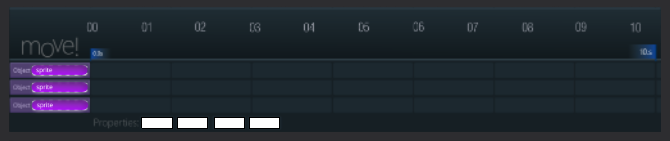 00 01 02 03 04 05 06 07 08 09 10
move! 0.0s 10.s
Object sprite
Object sprite
Object sprite
Properties: